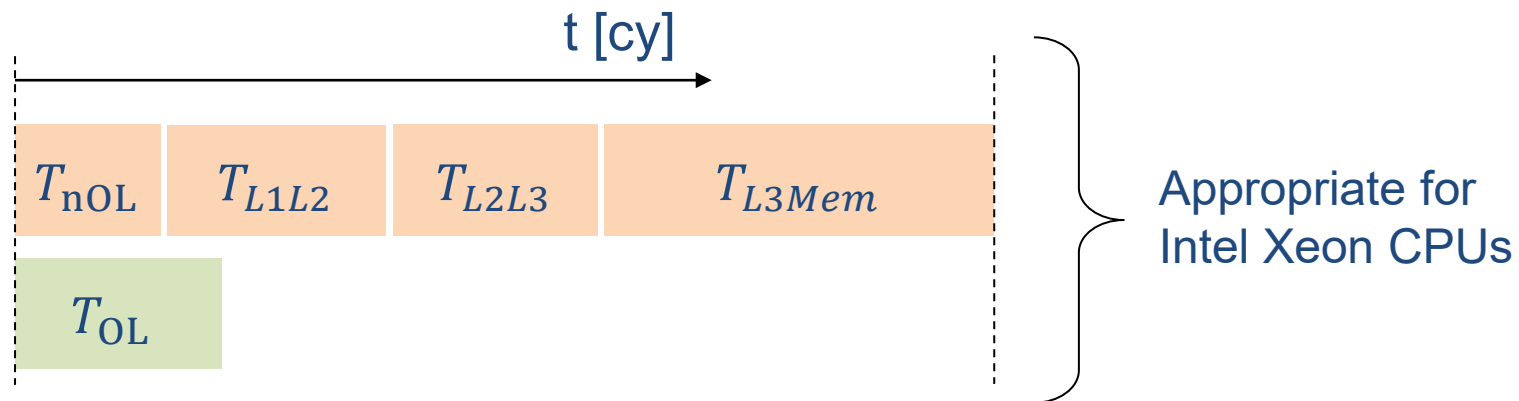 t [cy]
T_nOL T_L1L2 T_L2L3 T_L3Mem
T_OL
Appropriate for
Intel Xeon CPUs